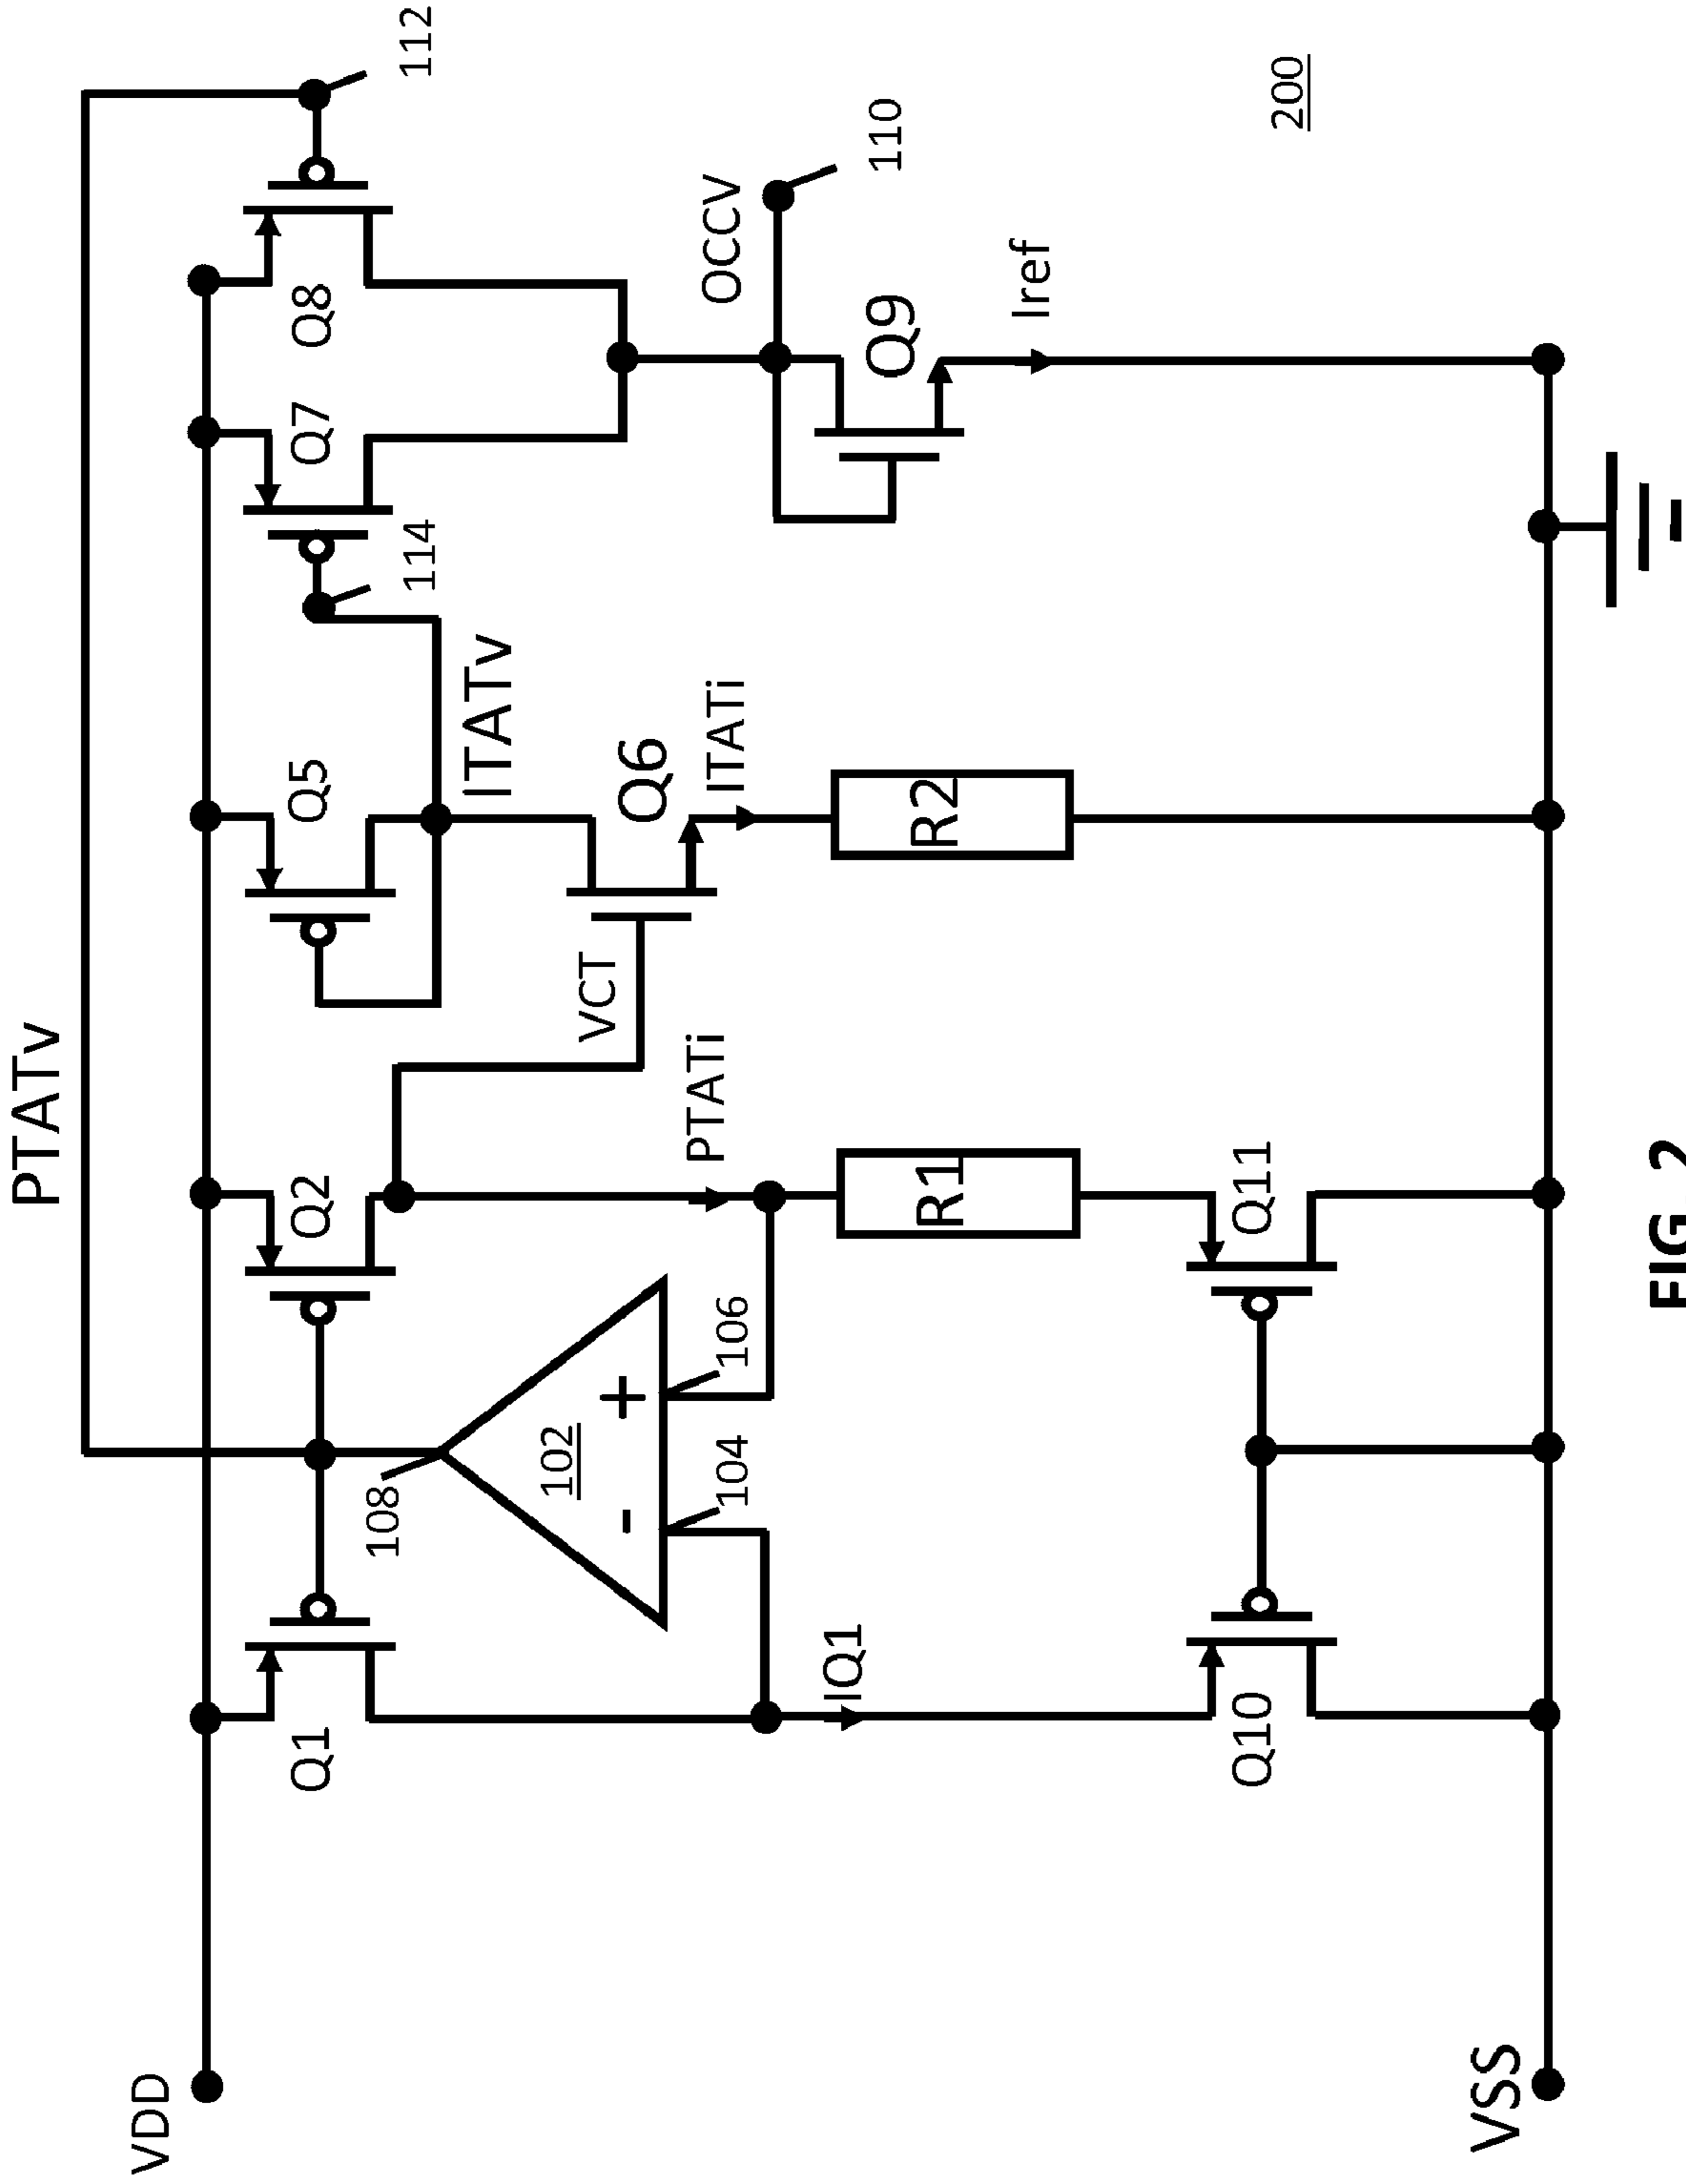 PTATv
112
VDD
Q1
Q2
Q5
Q7
Q8
108
114
ITATv
102
-
+
104
106
VCT
Q6
OCCV
110
PTATi
ITATi
IQ1
Q9
R1
R2
Iref
Q10
Q11
200
VSS
FIG. 2